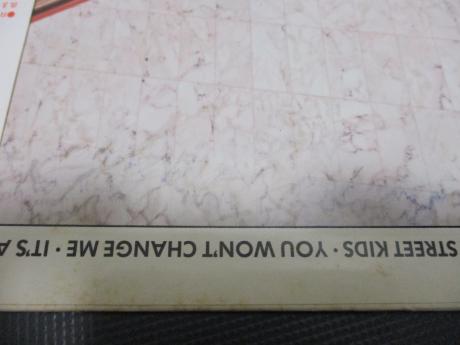 STREET KIDS · YOU WON'T CHANGE ME · IT'S A